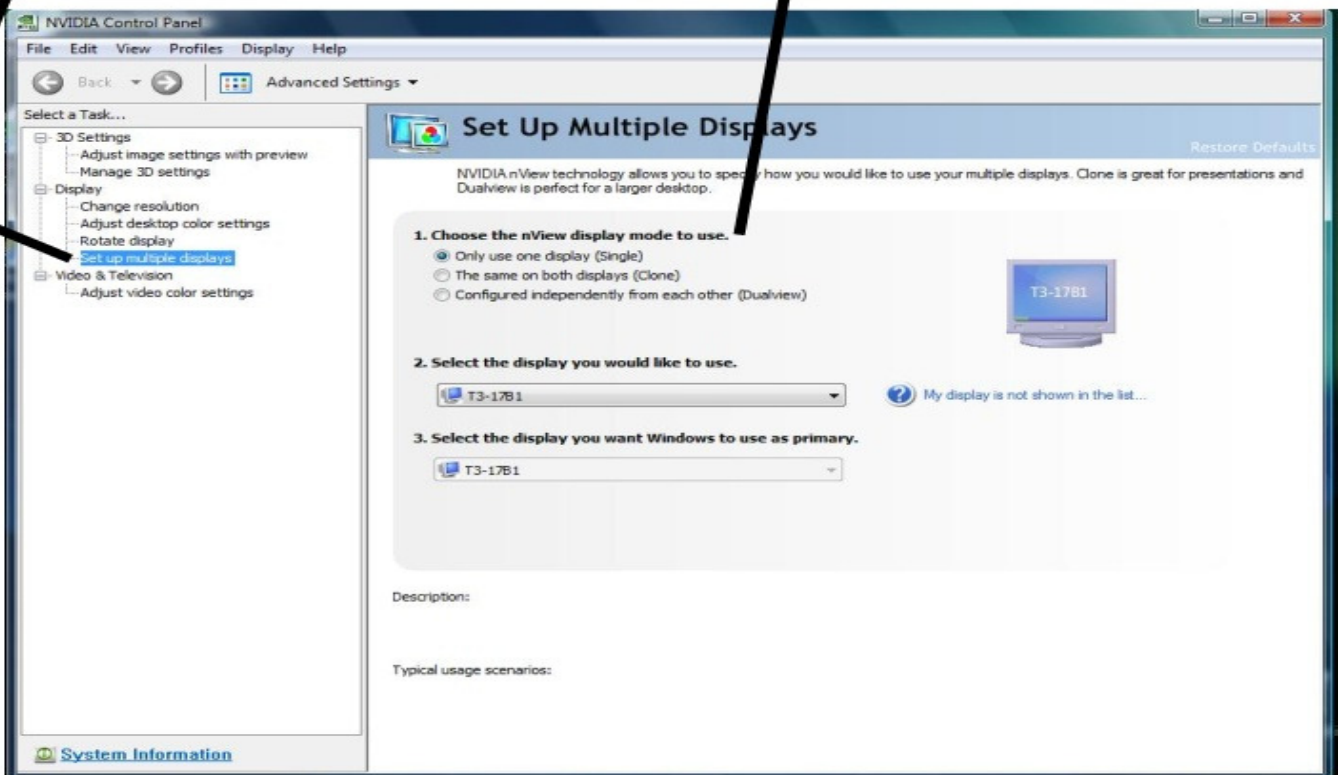 NVIDIA Control Panel
File Edit View Profiles Display Help
Back Advanced Settings
Select a Task...
3D Settings
Adjust image settings with preview
Manage 3D settings
Display
Change resolution
Adjust desktop color settings
Rotate display
Set up multiple displays
Video & Television
Adjust video color settings
System Information
Set Up Multiple Displays
Restore Defaults
NVIDIA nView technology allows you to specify how you would like to use your multiple displays. Clone is great for presentations and
Dualview is perfect for a larger desktop.
1. Choose the nView display mode to use.
Only use one display (Single)
The same on both displays (Clone)
Configured independently from each other (Dualview)
T3-17B1
2. Select the display you would like to use.
T3-17B1
My display is not shown in the list...
3. Select the display you want Windows to use as primary.
T3-17B1
Description:
Typical usage scenarios: